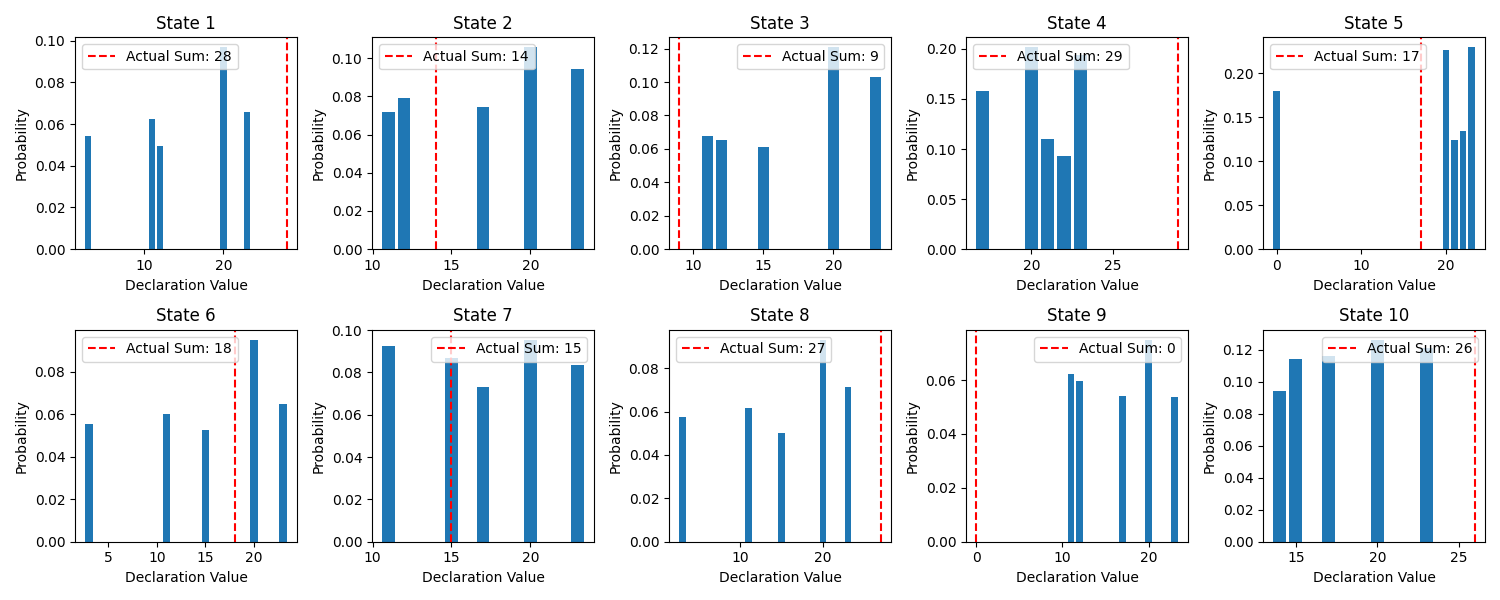 State 1
0.10
0.08
0.06
0.04
0.02
0.00
Probability
Actual Sum: 28
10 20
Declaration Value
State 2
0.10
0.08
0.06
0.04
0.02
0.00
Probability
Actual Sum: 14
10 15 20
Declaration Value
State 3
0.12
0.10
0.08
0.06
0.04
0.02
0.00
Probability
Actual Sum: 9
10 15 20
Declaration Value
State 4
0.20
0.15
0.10
0.05
0.00
Probability
Actual Sum: 29
20 25
Declaration Value
State 5
0.20
0.15
0.10
0.05
0.00
Probability
Actual Sum: 17
0 10 20
Declaration Value
State 6
0.08
0.06
0.04
0.02
0.00
Probability
Actual Sum: 18
5 10 15 20
Declaration Value
State 7
0.10
0.08
0.06
0.04
0.02
0.00
Probability
Actual Sum: 15
10 15 20
Declaration Value
State 8
0.08
0.06
0.04
0.02
0.00
Probability
Actual Sum: 27
10 20
Declaration Value
State 9
0.06
0.04
0.02
0.00
Probability
Actual Sum: 0
0 10 20
Declaration Value
State 10
0.12
0.10
0.08
0.06
0.04
0.02
0.00
Probability
Actual Sum: 26
15 20 25
Declaration Value